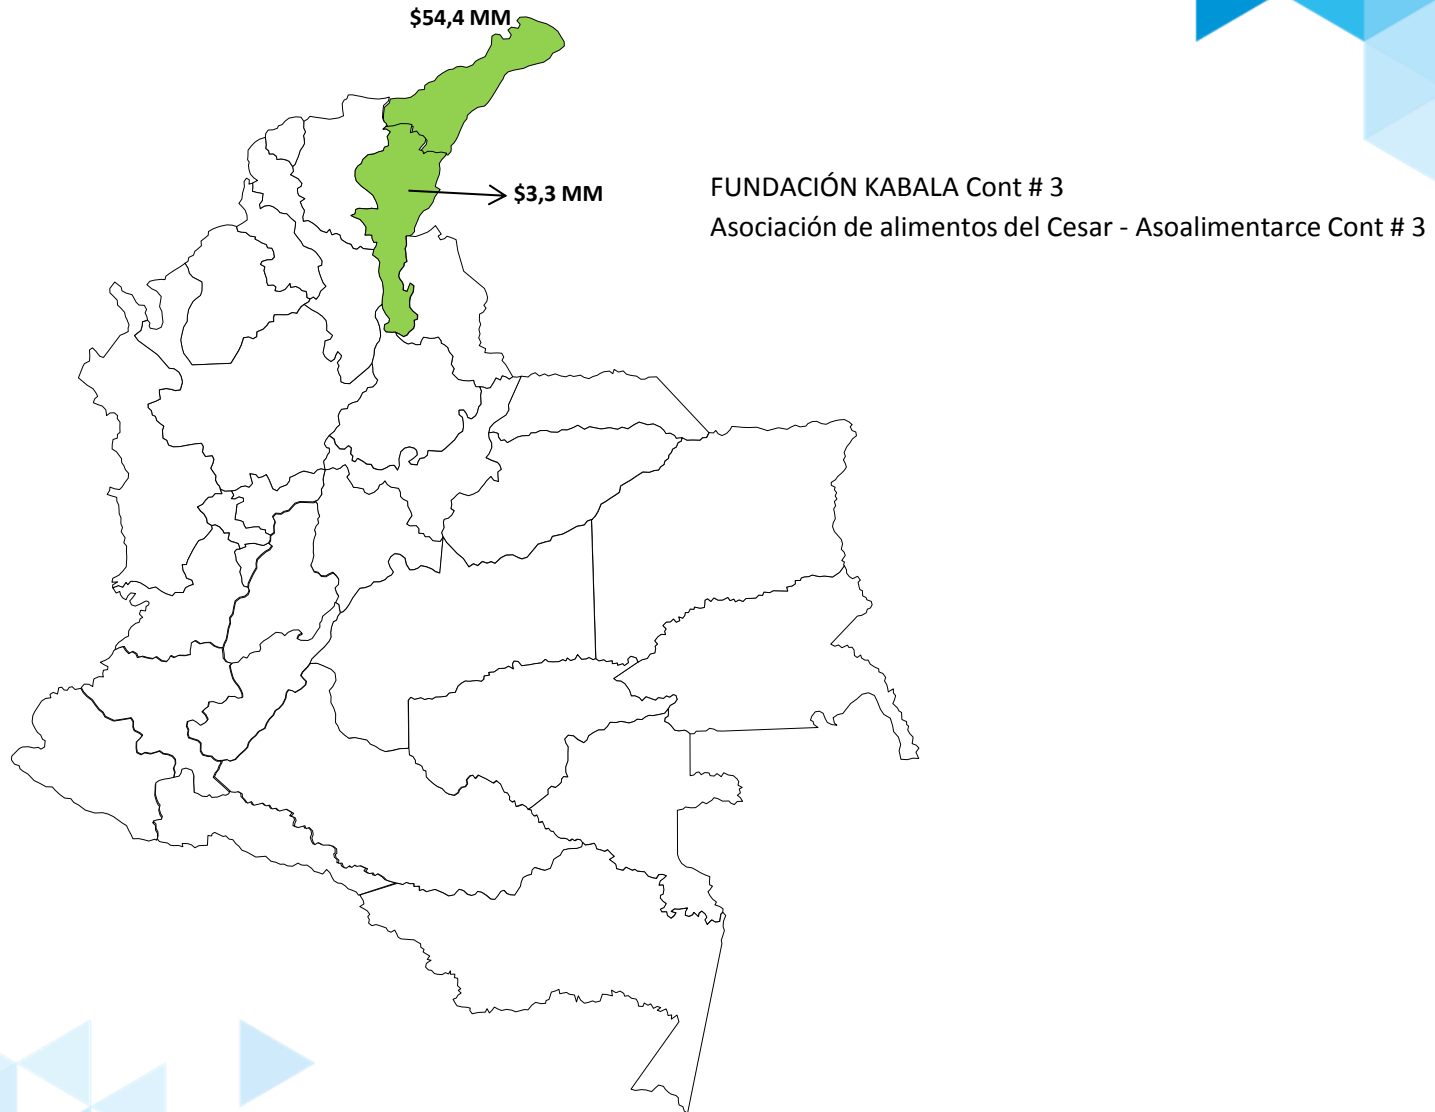 $54,4 MM
$3,3 MM
FUNDACIÓN KABALA Cont # 3
Asociación de alimentos del Cesar - Asoalimentarce Cont # 3